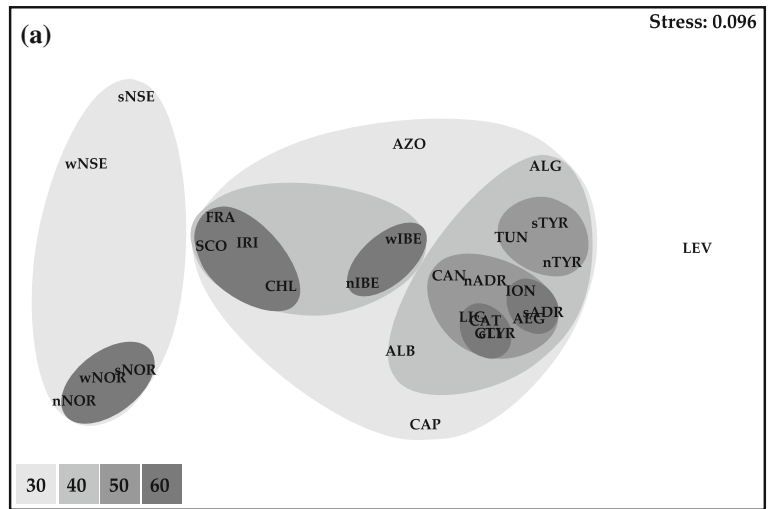 Stress: 0.096
(a)
sNSE
AZO
wNSE
ALG
FRA
sTYR
SCO IRI
wIBE
TUN
LEV
nTYR
CHL
nIBE
CAN
nADR
ION
sADR
LIG
CAT
AEG
ALB
wNOR
sNOR
nNOR
CAP
30 40 50 60